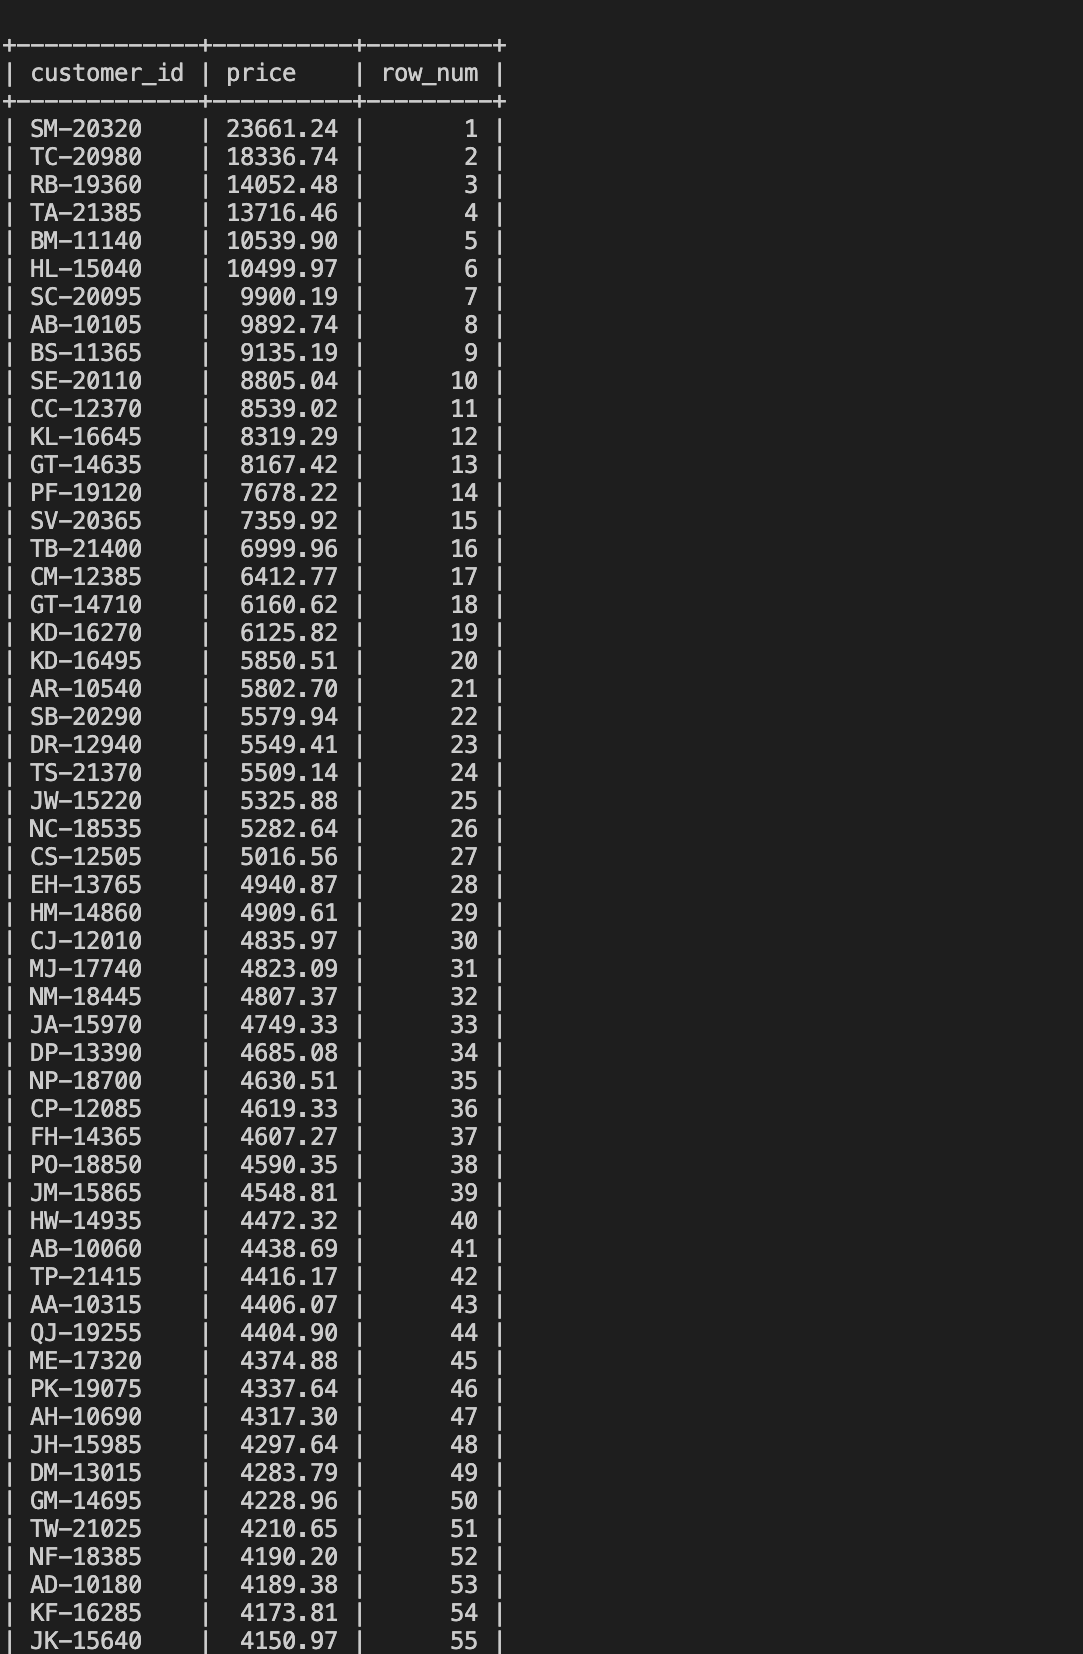 +-------------+----------+---------+
| customer_id | price    | row_num |
+-------------+----------+---------+
| SM-20320    | 23661.24 |       1 |
| TC-20980    | 18336.74 |       2 |
| RB-19360    | 14052.48 |       3 |
| TA-21385    | 13716.46 |       4 |
| BM-11140    | 10539.90 |       5 |
| HL-15040    | 10499.97 |       6 |
| SC-20095    |  9900.19 |       7 |
| AB-10105    |  9892.74 |       8 |
| BS-11365    |  9135.19 |       9 |
| SE-20110    |  8805.04 |      10 |
| CC-12370    |  8539.02 |      11 |
| KL-16645    |  8319.29 |      12 |
| GT-14635    |  8167.42 |      13 |
| PF-19120    |  7678.22 |      14 |
| SV-20365    |  7359.92 |      15 |
| TB-21400    |  6999.96 |      16 |
| CM-12385    |  6412.77 |      17 |
| GT-14710    |  6160.62 |      18 |
| KD-16270    |  6125.82 |      19 |
| KD-16495    |  5850.51 |      20 |
| AR-10540    |  5802.70 |      21 |
| SB-20290    |  5579.94 |      22 |
| DR-12940    |  5549.41 |      23 |
| TS-21370    |  5509.14 |      24 |
| JW-15220    |  5325.88 |      25 |
| NC-18535    |  5282.64 |      26 |
| CS-12505    |  5016.56 |      27 |
| EH-13765    |  4940.87 |      28 |
| HM-14860    |  4909.61 |      29 |
| CJ-12010    |  4835.97 |      30 |
| MJ-17740    |  4823.09 |      31 |
| NM-18445    |  4807.37 |      32 |
| JA-15970    |  4749.33 |      33 |
| DP-13390    |  4685.08 |      34 |
| NP-18700    |  4630.51 |      35 |
| CP-12085    |  4619.33 |      36 |
| FH-14365    |  4607.27 |      37 |
| PO-18850    |  4590.35 |      38 |
| JM-15865    |  4548.81 |      39 |
| HW-14935    |  4472.32 |      40 |
| AB-10060    |  4438.69 |      41 |
| TP-21415    |  4416.17 |      42 |
| AA-10315    |  4406.07 |      43 |
| QJ-19255    |  4404.90 |      44 |
| ME-17320    |  4374.88 |      45 |
| PK-19075    |  4337.64 |      46 |
| AH-10690    |  4317.30 |      47 |
| JH-15985    |  4297.64 |      48 |
| DM-13015    |  4283.79 |      49 |
| GM-14695    |  4228.96 |      50 |
| TW-21025    |  4210.65 |      51 |
| NF-18385    |  4190.20 |      52 |
| AD-10180    |  4189.38 |      53 |
| KF-16285    |  4173.81 |      54 |
| JK-15640    |  4150.97 |      55 |